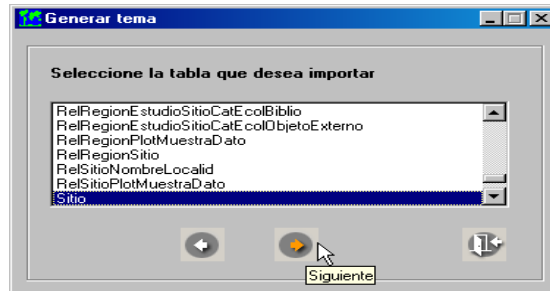 Generar tema
Seleccione la tabla que desea importar
RelRegionEstudioSitioCatEcolBiblio
RelRegionEstudioSitioCatEcolObjetoExterno
RelRegionPlotMuestraDato
RelRegionSitio
RelSitioNombreLocalid
RelSitioPlotMuestraDato
Sitio
Siguiente